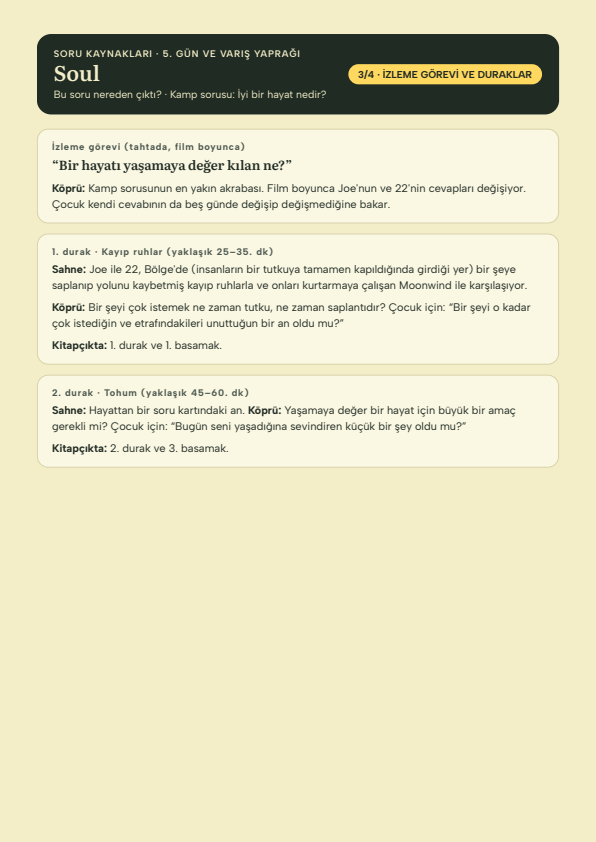 SORU KAYNAKLARI · 5. GÜN VE VARIŞ YAPRAĞI
Soul
3/4 · İZLEME GÖREVİ VE DURAKLAR
Bu soru nereden çıktı? · Kamp sorusu: İyi bir hayat nedir?
İzleme görevi (tahtada, film boyunca)
“Bir hayatı yaşamaya değer kılan ne?”
Köprü: Kamp sorusunun en yakın akrabası. Film boyunca Joe'nun ve 22'nin cevapları değişiyor.
Çocuk kendi cevabının da beş günde değişip değişmediğine bakar.
1. durak · Kayıp ruhlar (yaklaşık 25–35. dk)
Sahne: Joe ile 22, Bölge'de (insanların bir tutkuya tamamen kapıldığında girdiği yer) bir şeye
saplanıp yolunu kaybetmiş kayıp ruhlarla ve onları kurtarmaya çalışan Moonwind ile karşılaşıyor.
Köprü: Bir şeyi çok istemek ne zaman tutku, ne zaman saplantıdır? Çocuk için: “Bir şeyi o kadar
çok istediğin ve etrafındakileri unuttuğun bir an oldu mu?”
Kitapçıkta: 1. durak ve 1. basamak.
2. durak · Tohum (yaklaşık 45–60. dk)
Sahne: Hayattan bir soru kartındaki an. Köprü: Yaşamaya değer bir hayat için büyük bir amaç
gerekli mi? Çocuk için: “Bugün seni yaşadığına sevindiren küçük bir şey oldu mu?”
Kitapçıkta: 2. durak ve 3. basamak.